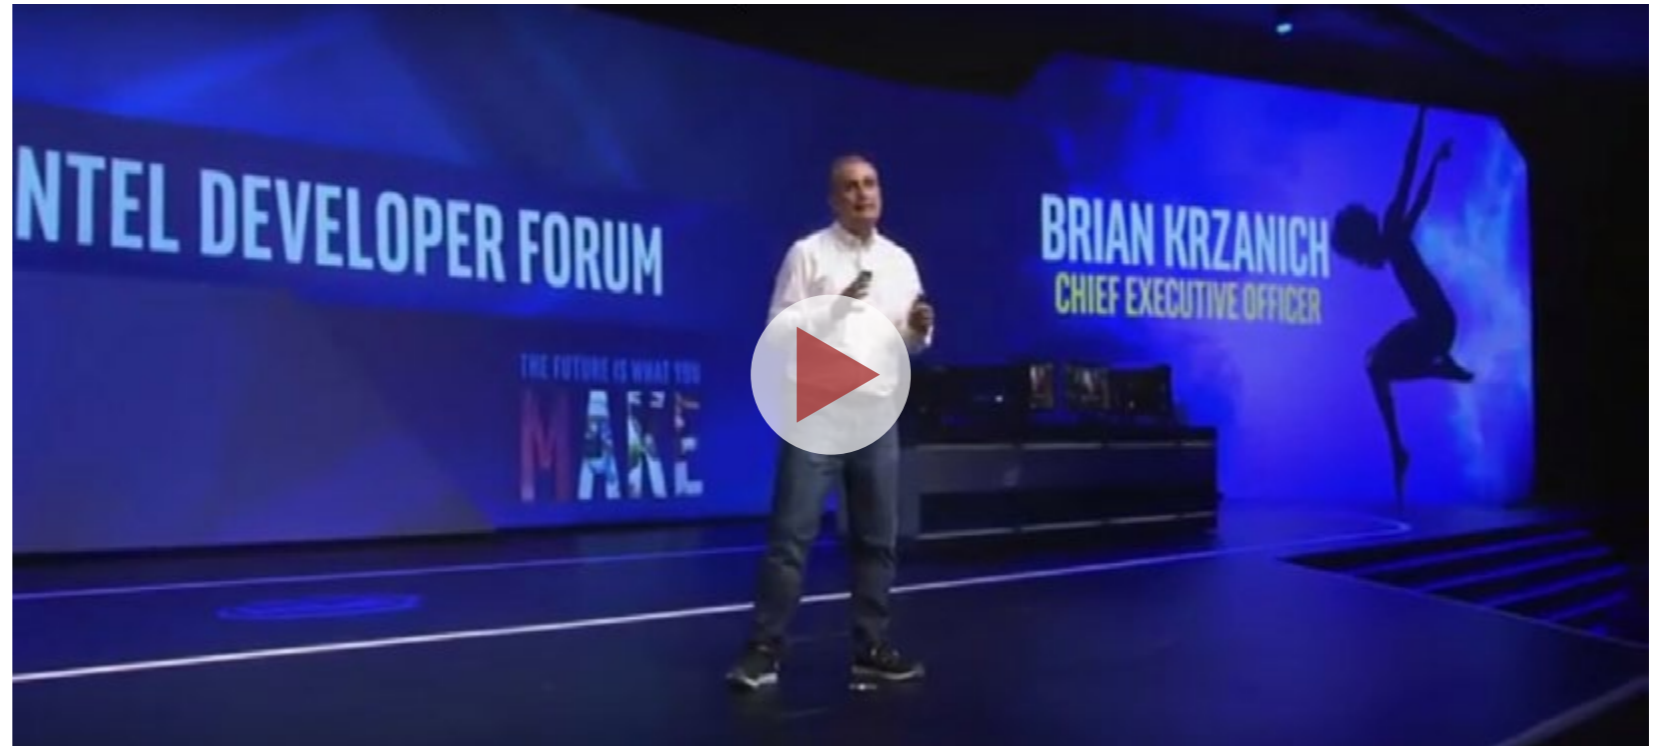 NTEL DEVELOPER FORUM
THE FUTURE IS WHAT YOU
MAKE
BRIAN KRZANICH
CHIEF EXECUTIVE OFFICER